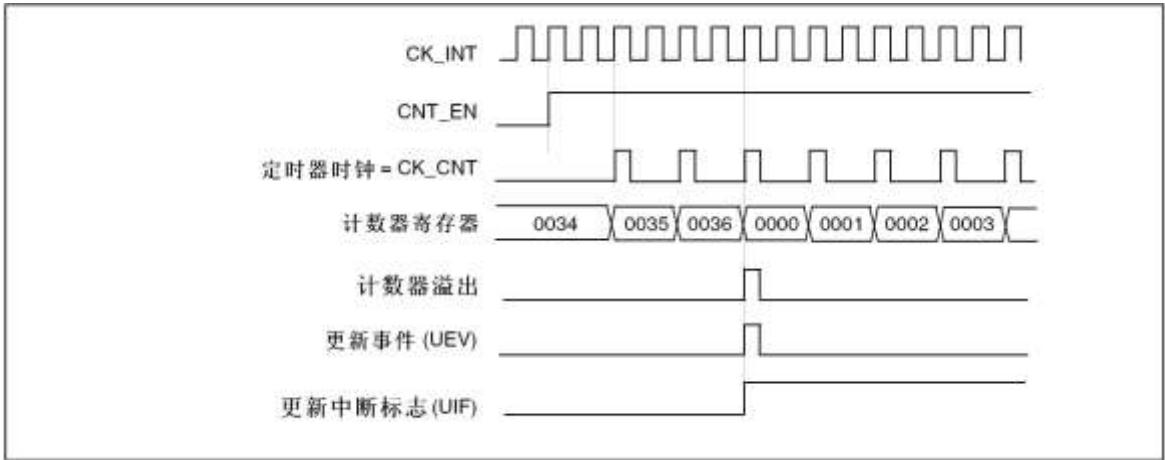 CK_INT
CNT_EN
定时器时钟 = CK_CNT
计数器寄存器 0034 0035 0036 0000 0001 0002 0003
计数器溢出
更新事件 (UEV)
更新中断标志 (UIF)